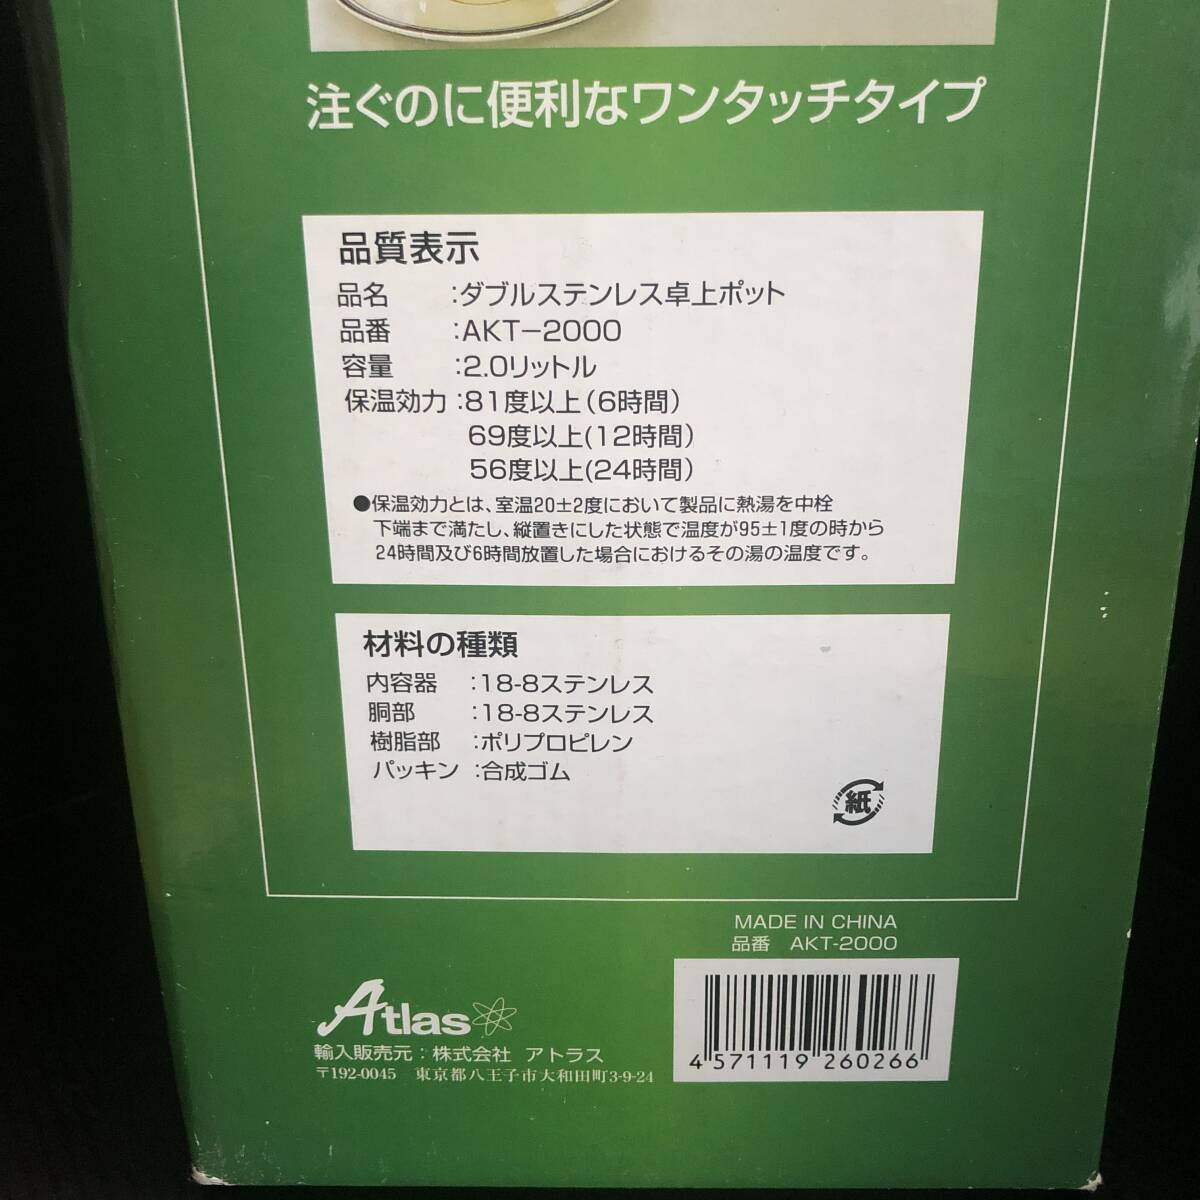 注ぐのに便利なワンタッチタイプ
品質表示
品名　:ダブルステンレス卓上ポット
品番　:AKT−2000
容量　:2.0リットル
保温効力 :81度以上(6時間)
69度以上(12時間)
56度以上(24時間)
●保温効力とは、室温20±2度において製品に熱湯を中栓
下端まで満たし、縦置きにした状態で温度が95±1度の時から
24時間及び6時間放置した場合におけるその湯の温度です。
材料の種類
内容器　:18-8ステンレス
胴部　:18-8ステンレス
樹脂部　:ポリプロピレン
パッキン :合成ゴム
紙
MADE IN CHINA
品番　AKT-2000
Atlas
輸入販売元：株式会社　アトラス
〒192-0045　東京都八王子市大和田町3-9-24
4 571119 260266